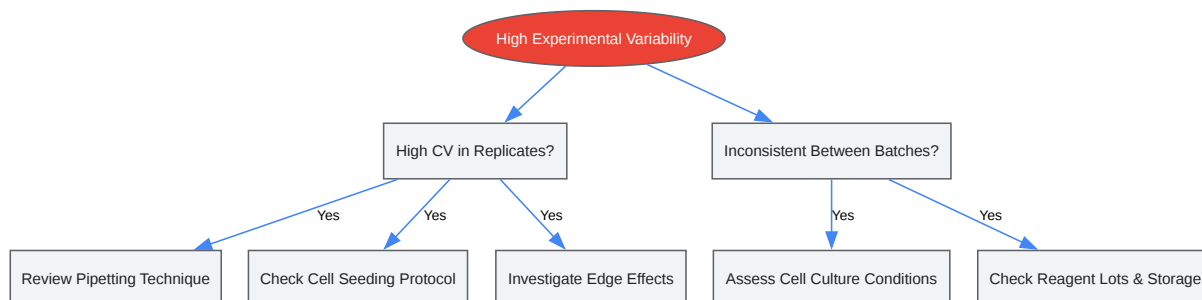 High Experimental Variability
High CV in Replicates?
Inconsistent Between Batches?
Yes
Yes
Yes
Yes
Yes
Review Pipetting Technique
Check Cell Seeding Protocol
Investigate Edge Effects
Assess Cell Culture Conditions
Check Reagent Lots & Storage